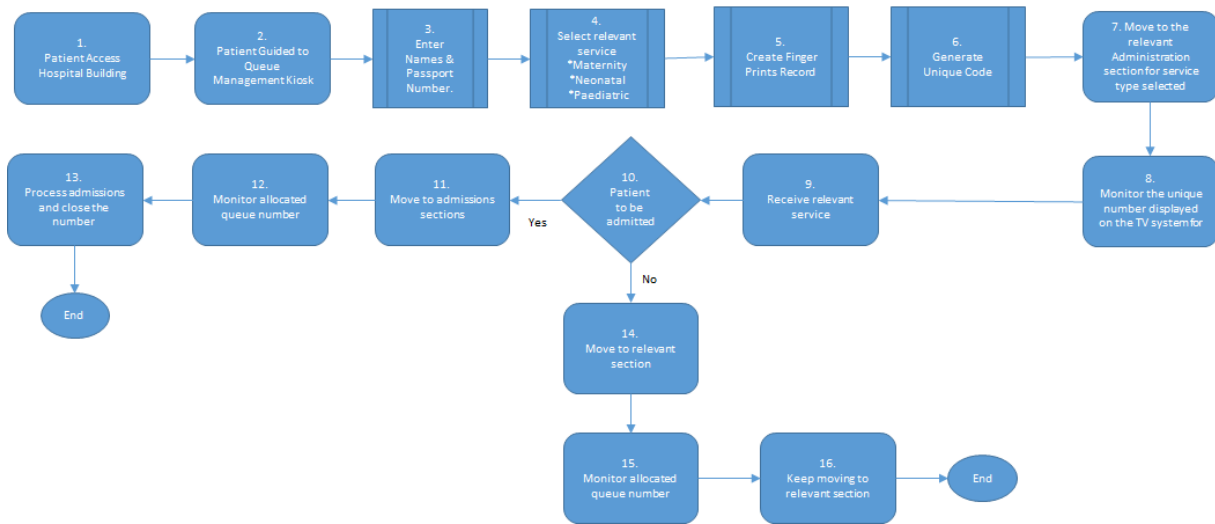 1.
Patient Access
Hospital Building
2.
Patient Guided to
Queue
Management Kiosk
3.
Enter
Names &
Passport
Number.
4.
Select relevant
service
*Maternity
*Neonatal
*Paediatric
5.
Create Finger
Prints Record
6.
Generate
Unique Code
7. Move to the
relevant
Administration
section for service
type selected
8.
Monitor the unique
number displayed
on the TV system for
9.
Receive relevant
service
10.
Patient
to be
admitted
Yes
No
11.
Move to admissions
sections
12.
Monitor allocated
queue number
13.
Process admissions
and close the
number
End
14.
Move to relevant
section
15.
Monitor allocated
queue number
16.
Keep moving to
relevant section
End